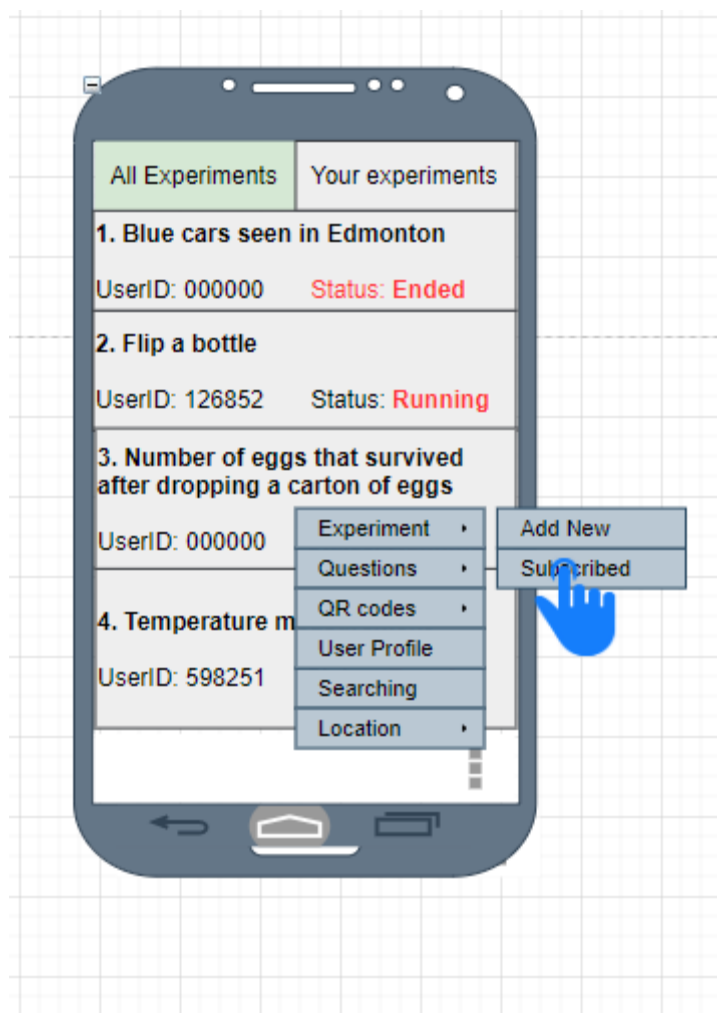 All Experiments Your experiments
1. Blue cars seen in Edmonton
UserID: 000000 Status: Ended
2. Flip a bottle
UserID: 126852 Status: Running
3. Number of eggs that survived
after dropping a carton of eggs
UserID: 000000
4. Temperature m
UserID: 598251
Experiment
Questions
QR codes
User Profile
Searching
Location
Add New
Subscribed